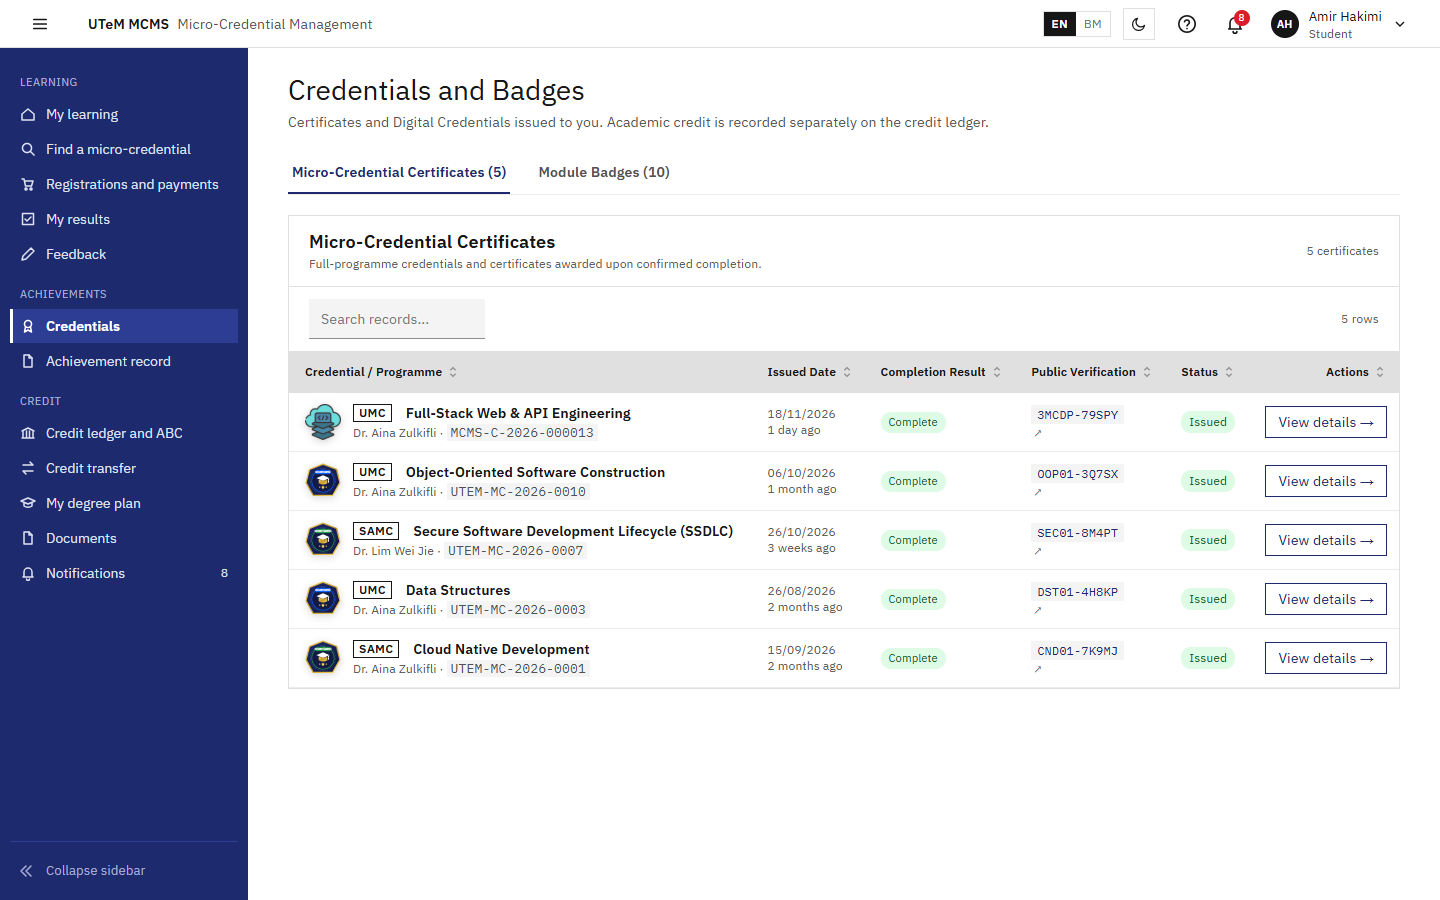 UTeM MCMS Micro-Credential Management
EN BM
8
AH
Amir Hakimi
Student
LEARNING
My learning
Find a micro-credential
Registrations and payments
My results
Feedback
ACHIEVEMENTS
Credentials
Achievement record
CREDIT
Credit ledger and ABC
Credit transfer
My degree plan
Documents
Notifications 8
Collapse sidebar
Credentials and Badges
Certificates and Digital Credentials issued to you. Academic credit is recorded separately on the credit ledger.
Micro-Credential Certificates (5) Module Badges (10)
Micro-Credential Certificates
Full-programme credentials and certificates awarded upon confirmed completion.
5 certificates
Search records...
5 rows
Credential / Programme Issued Date Completion Result Public Verification Status Actions
UMC Full-Stack Web & API Engineering
Dr. Aina Zulkifli · MCMS-C-2026-000013
18/11/2026
1 day ago
Complete
3MCDP-79SPY
↗
Issued
View details →
UMC Object-Oriented Software Construction
Dr. Aina Zulkifli · UTEM-MC-2026-0010
06/10/2026
1 month ago
Complete
OOP01-3Q7SX
↗
Issued
View details →
SAMC Secure Software Development Lifecycle (SSDLC)
Dr. Lim Wei Jie · UTEM-MC-2026-0007
26/10/2026
3 weeks ago
Complete
SEC01-8M4PT
↗
Issued
View details →
UMC Data Structures
Dr. Aina Zulkifli · UTEM-MC-2026-0003
26/08/2026
2 months ago
Complete
DST01-4H8KP
↗
Issued
View details →
SAMC Cloud Native Development
Dr. Aina Zulkifli · UTEM-MC-2026-0001
15/09/2026
2 months ago
Complete
CND01-7K9MJ
↗
Issued
View details →